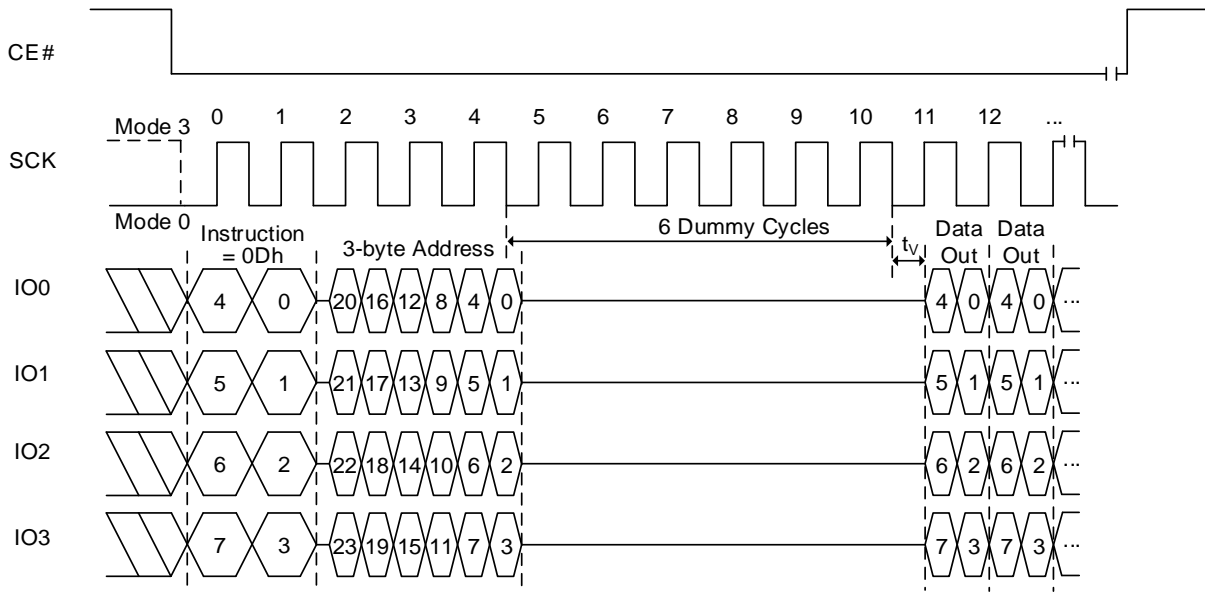 CE#
0 1 2 3 4 5 6 7 8 9 10 11 12 ...
Mode 3
SCK
Mode 0
Instruction
= 0Dh
3-byte Address
6 Dummy Cycles
tV
Data
Out
Data
Out
IO0 4 0 20 16 12 8 4 0 4 0 4 0 ...
IO1 5 1 21 17 13 9 5 1 5 1 5 1 ...
IO2 6 2 22 18 14 10 6 2 6 2 6 2 ...
IO3 7 3 23 19 15 11 7 3 7 3 7 3 ...